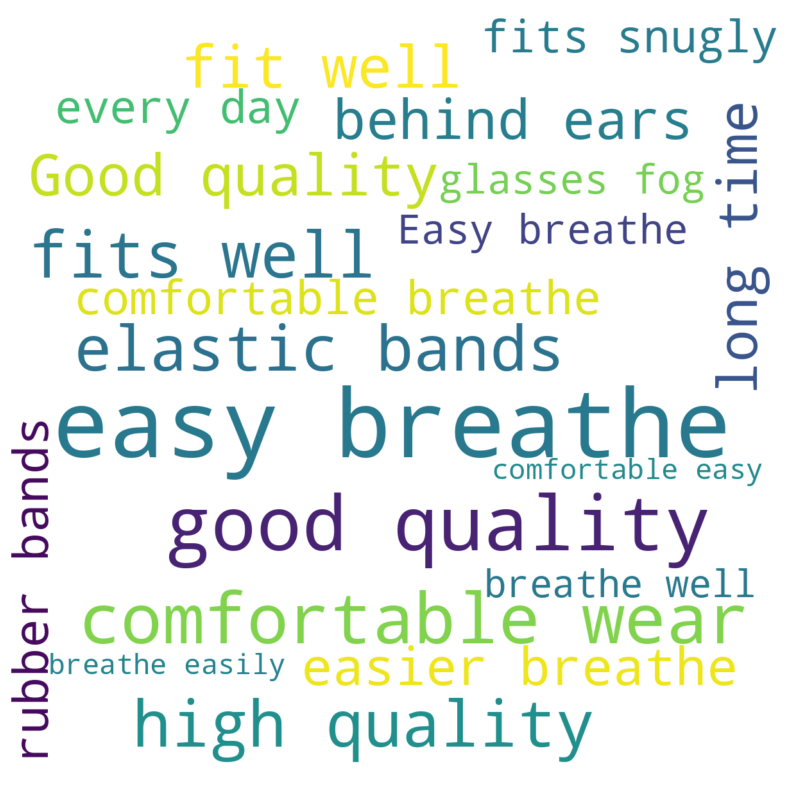 fits snugly
fit well
every day
behind ears
Good quality
glasses fog
long time
Easy breathe
fits well
comfortable breathe
elastic bands
easy breathe
comfortable easy
rubber bands
good quality
breathe well
comfortable wear
breathe easily
easier breathe
high quality